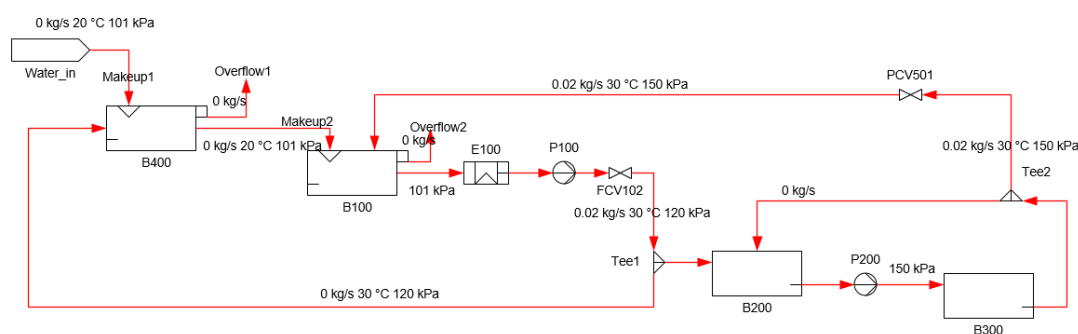 0 kg/s 20 °C 101 kPa
Water_in
Makeup1
Overflow1
0 kg/s
B400
Makeup2
0 kg/s 20 °C 101 kPa
Overflow2
0 kg/s
B100
101 kPa
E100
P100
FCV102
0.02 kg/s 30 °C 150 kPa
PCV501
0.02 kg/s 30 °C 150 kPa
Tee2
0.02 kg/s 30 °C 120 kPa
0 kg/s
Tee1
P200
150 kPa
B200
B300
0 kg/s 30 °C 120 kPa